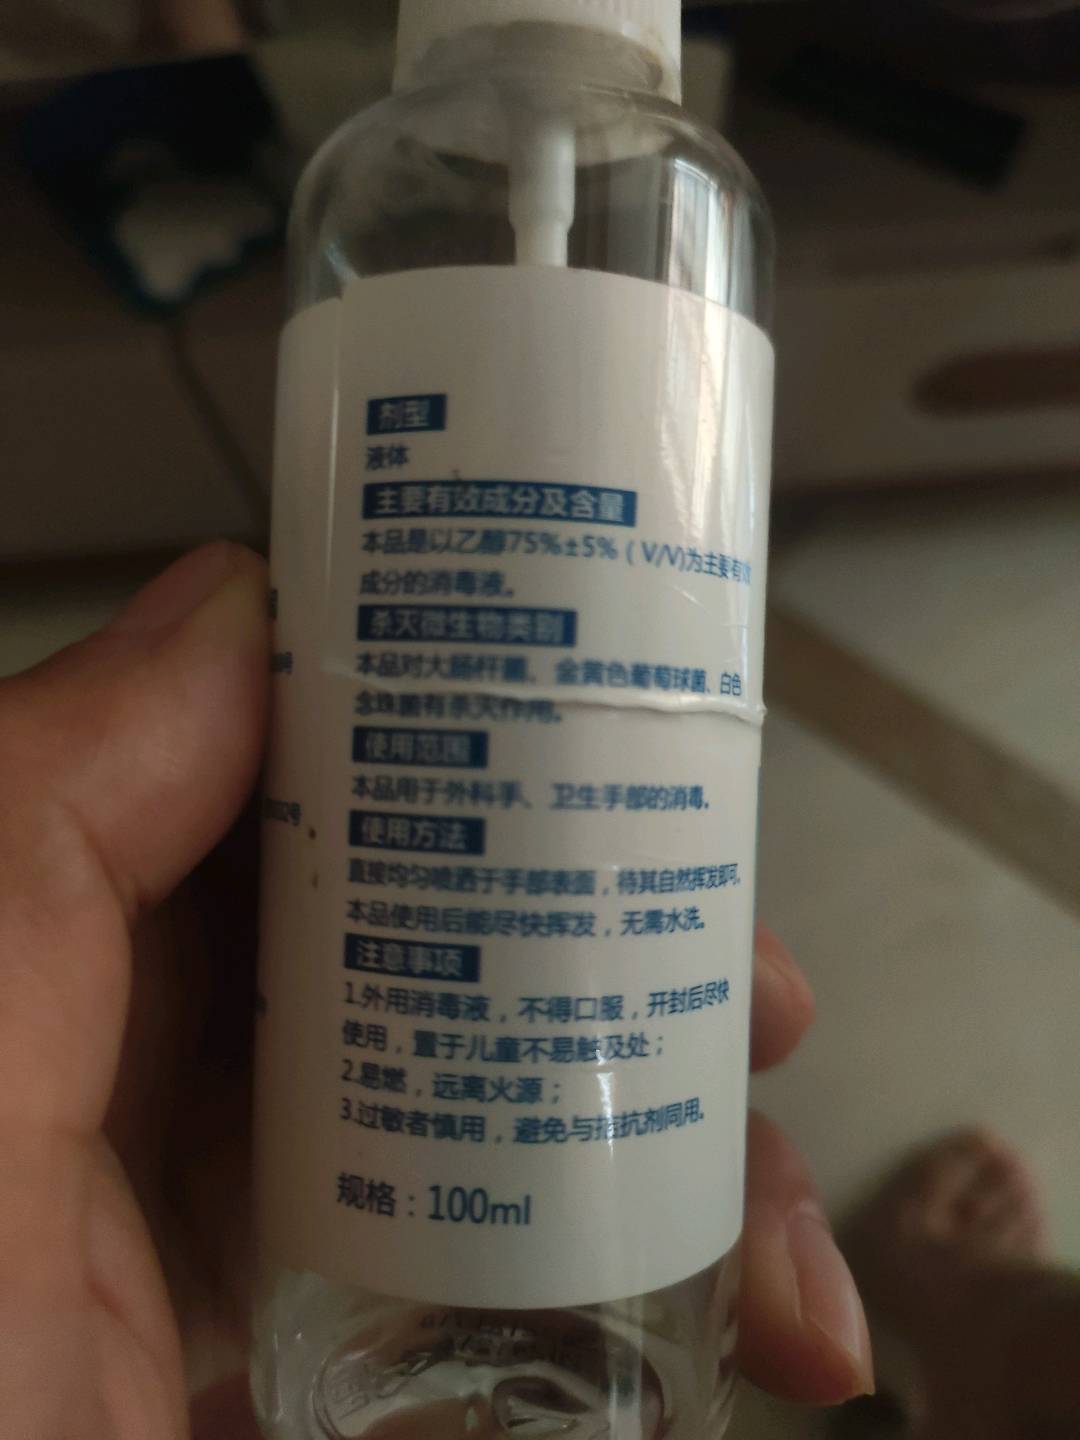 剂型
液体
主要有效成分及含量
本品是以乙醇75%±5%（V/V)为主要有效
成分的消毒液。
杀灭微生物类别
本品对大肠杆菌、金黄色葡萄球菌、白色
念珠菌有杀灭作用。
使用范围
本品用于外科手、卫生手部的消毒。
使用方法
直接均匀喷洒于手部表面，待其自然挥发即可。
本品使用后能尽快挥发，无需水洗。
注意事项
1.外用消毒液，不得口服，开封后尽快
使用，置于儿童不易触及处；
2.易燃，远离火源；
3.过敏者慎用，避免与拮抗剂同用。
规格：100ml